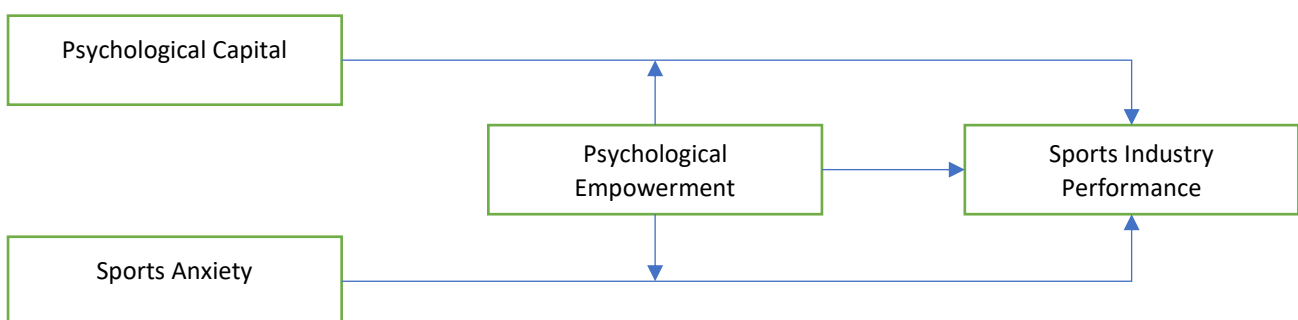 Psychological Capital
Psychological
Empowerment
Sports Industry
Performance
Sports Anxiety